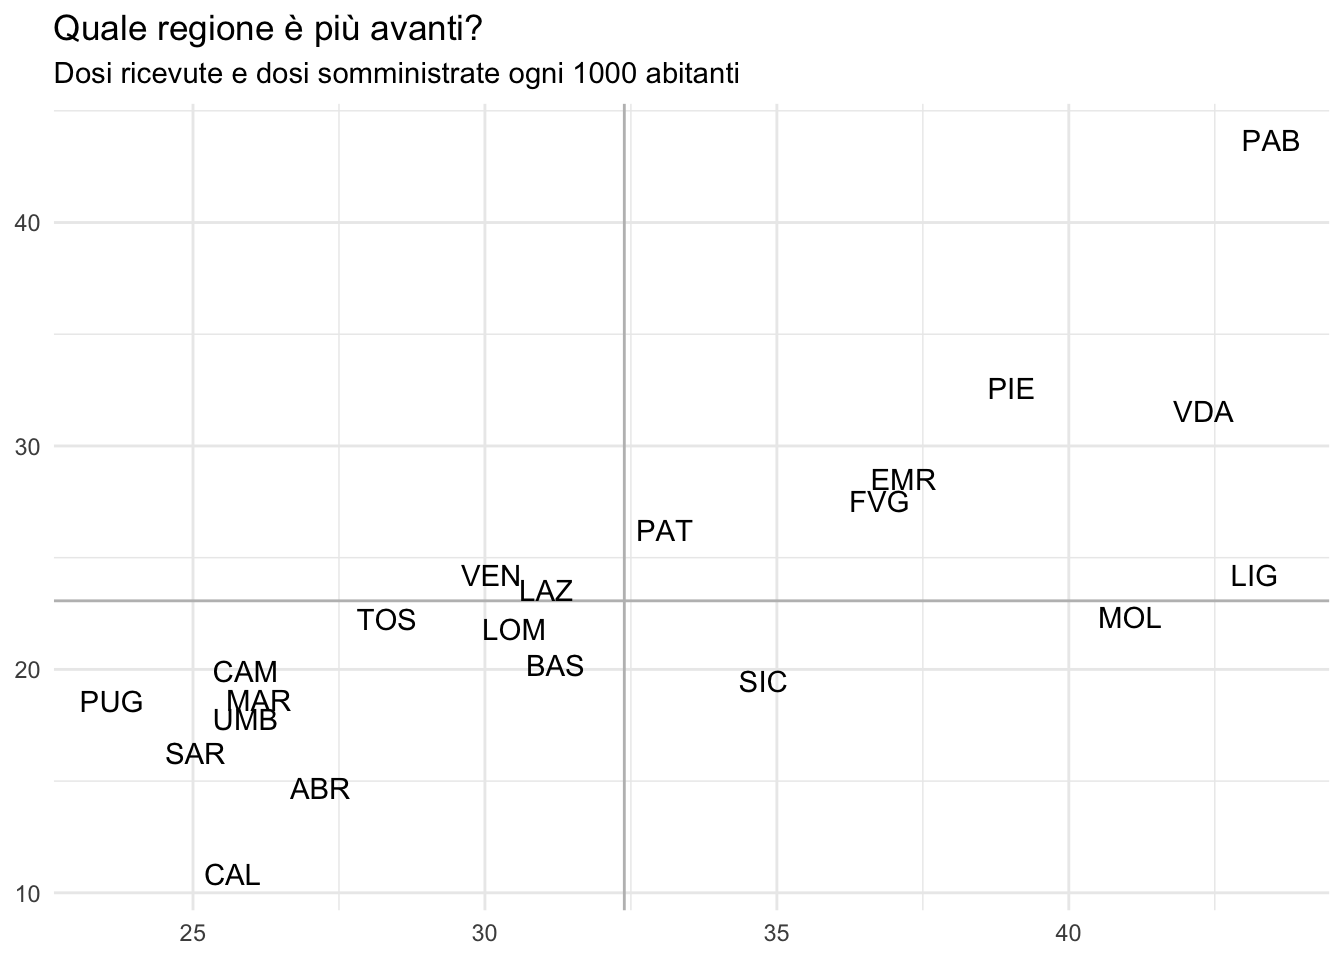 Quale regione è più avanti?
Dosi ricevute e dosi somministrate ogni 1000 abitanti
PAB
40
PIE
VDA
30
EMR
FVG
PAT
VEN
LAZ
LIG
TOS
LOM
MOL
20
CAM
BAS
SIC
PUG
MAR
UMB
SAR
ABR
CAL
10
25 30 35 40